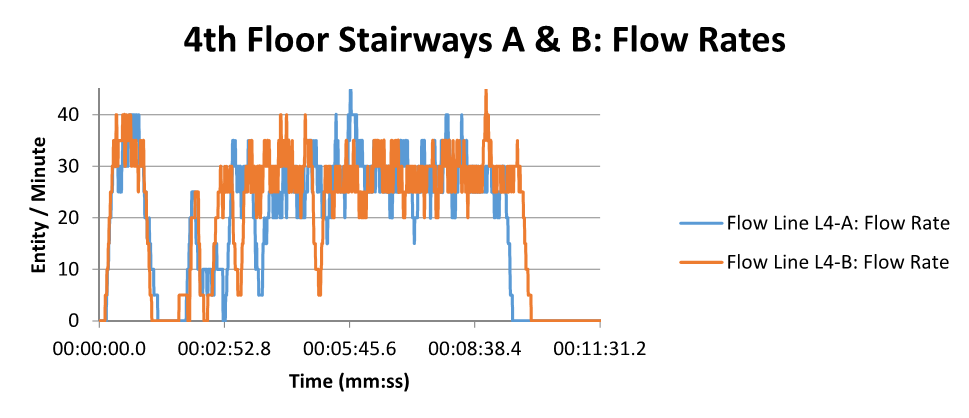 4th Floor Stairways A & B: Flow Rates
Entity / Minute
40
30
20
10
0
00:00:00.0 00:02:52.8 00:05:45.6 00:08:38.4 00:11:31.2
Time (mm:ss)
Flow Line L4-A: Flow Rate
Flow Line L4-B: Flow Rate